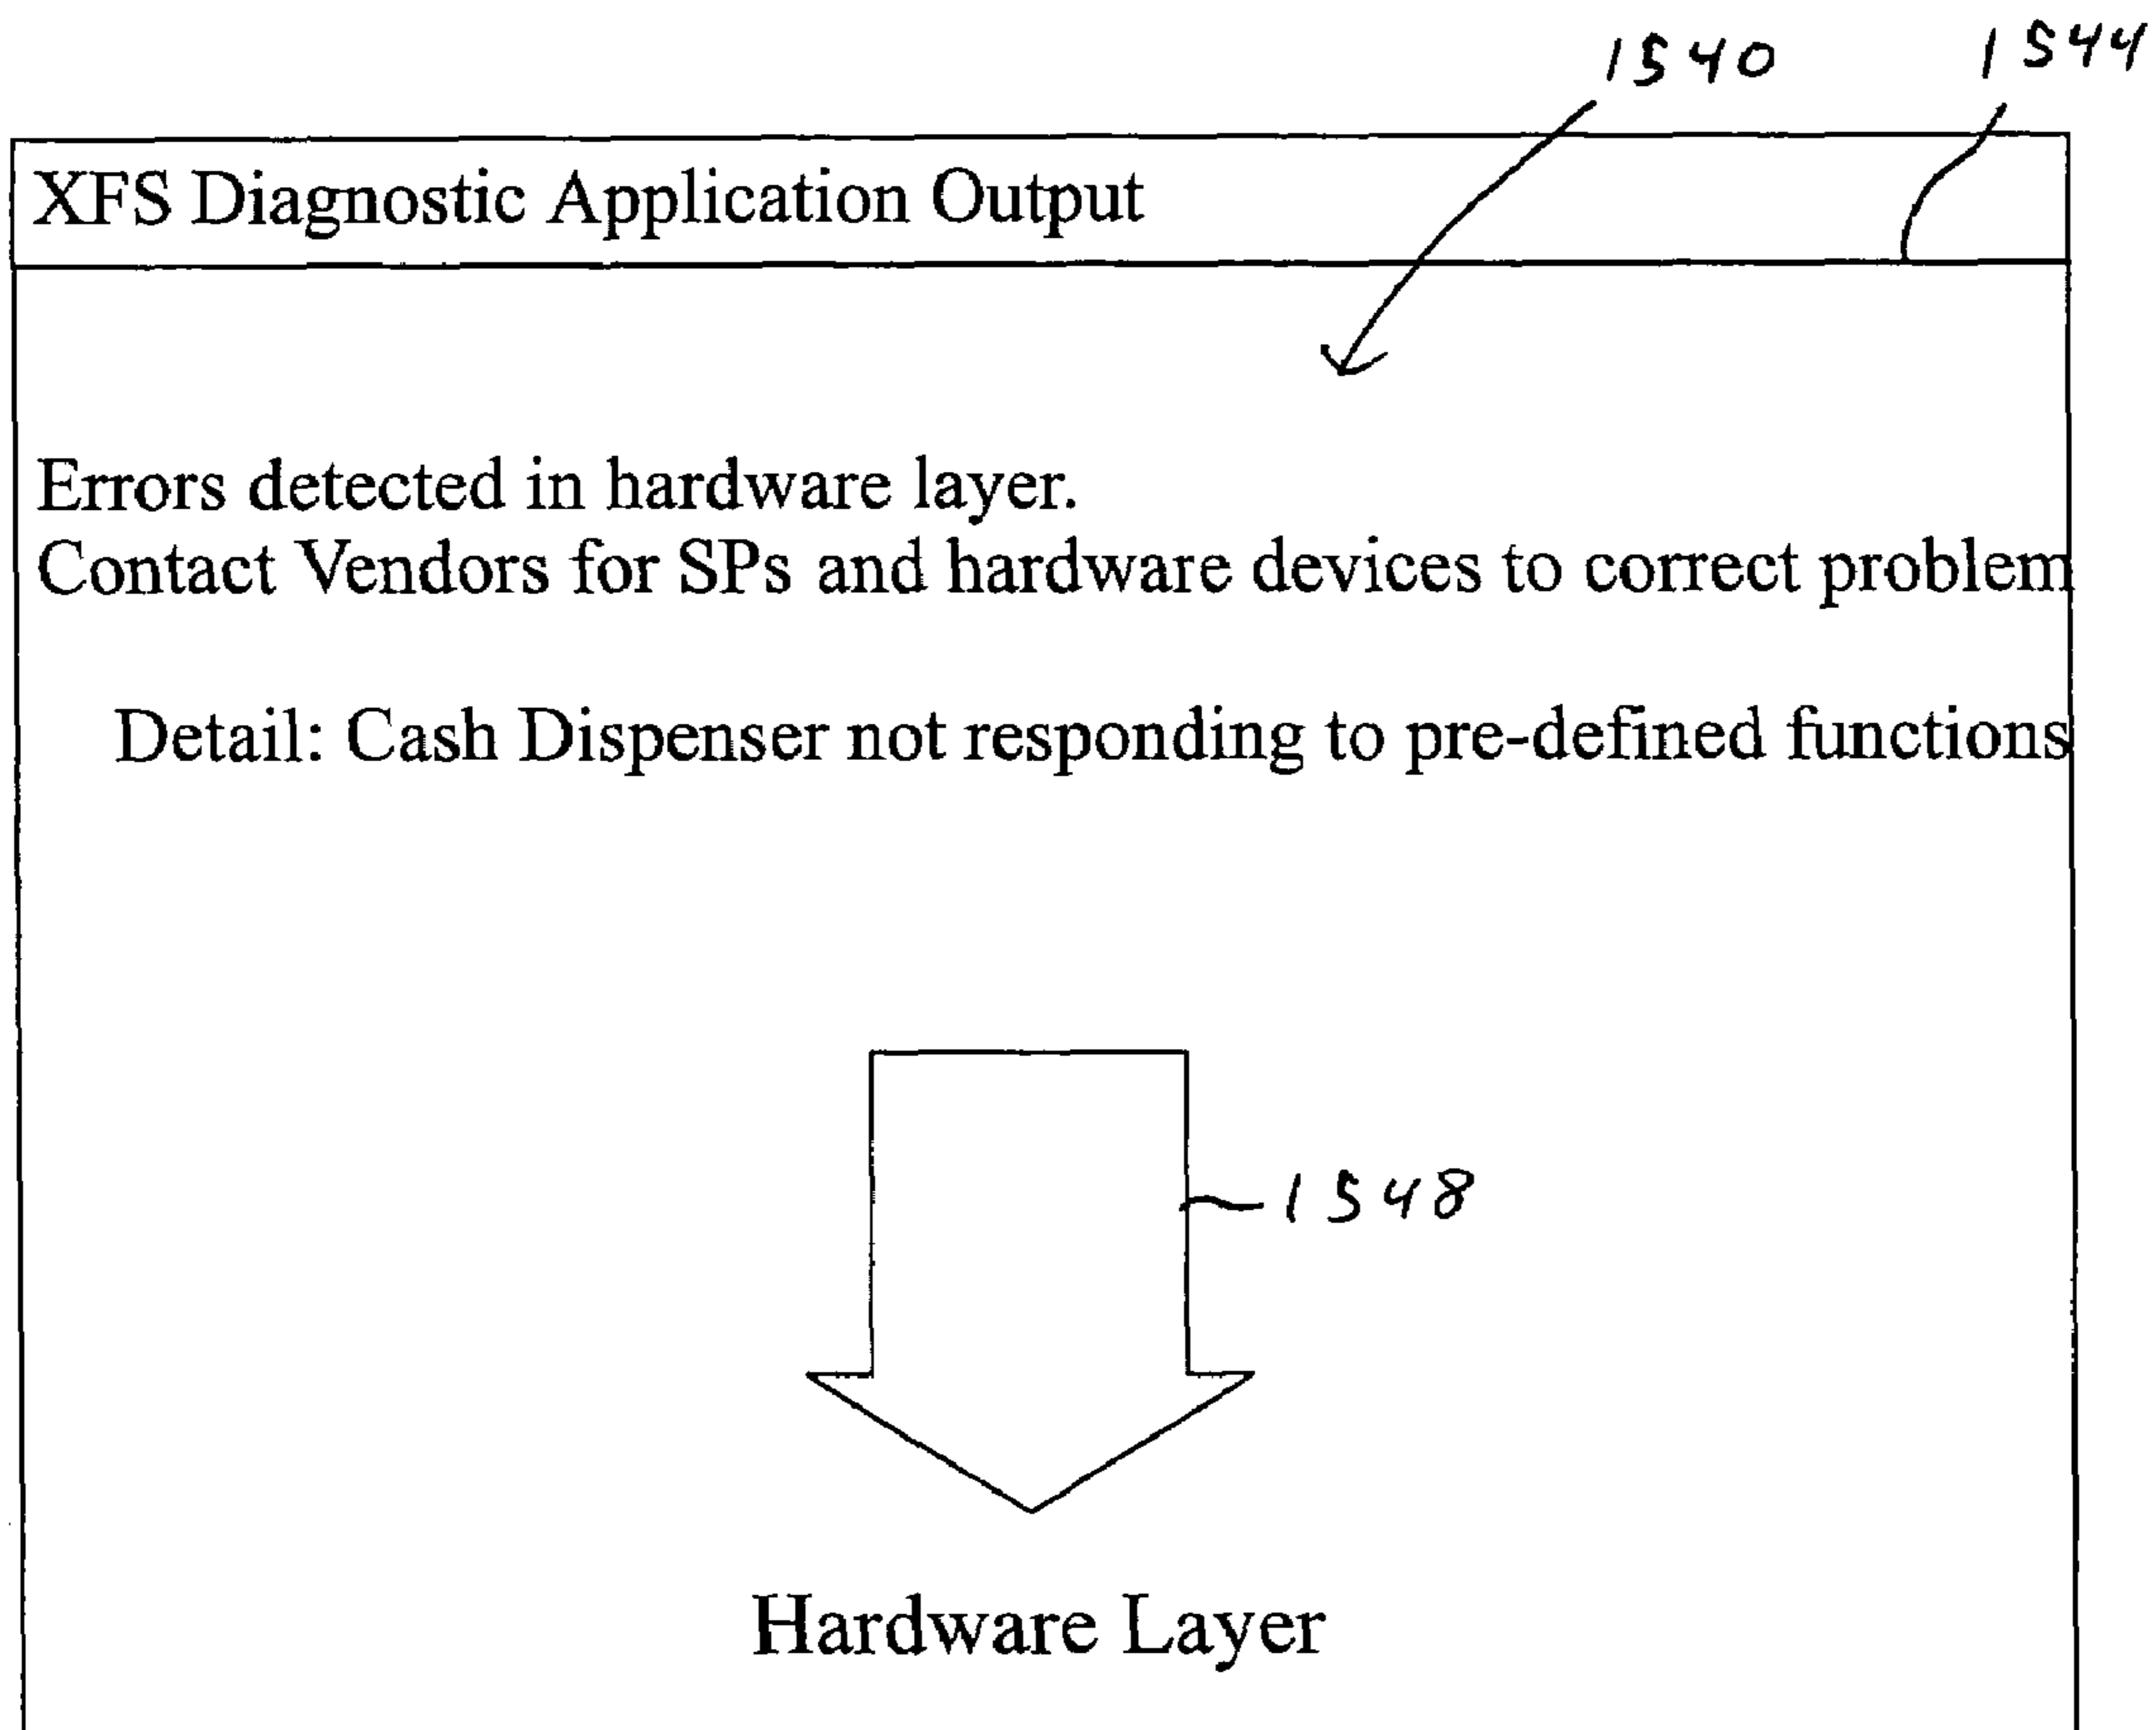 1540
1544
XFS Diagnostic Application Output
Errors detected in hardware layer.
Contact Vendors for SPs and hardware devices to correct problem
Detail: Cash Dispenser not responding to pre-defined functions
1548
Hardware Layer